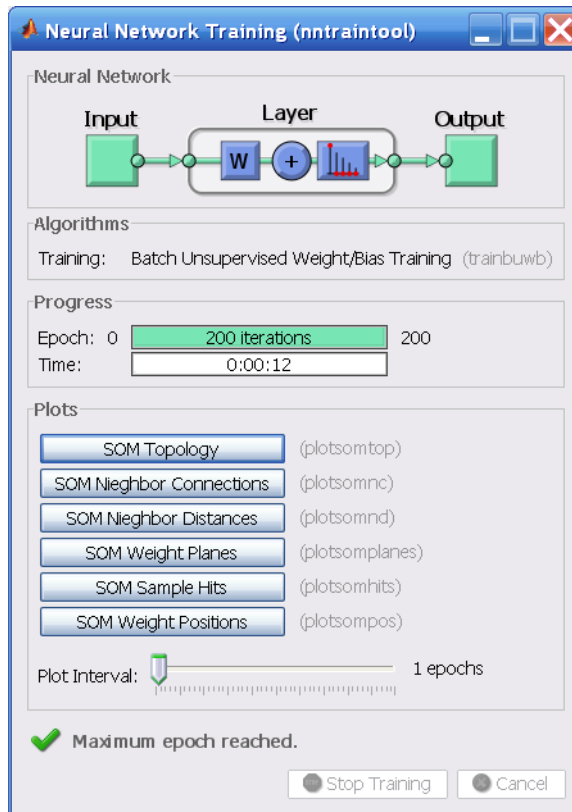 Neural Network Training (nntraintool)
Neural Network
Input
Layer
Output
W
+
Algorithms
Training: Batch Unsupervised Weight/Bias Training (trainbuwb)
Progress
Epoch: 0 200 iterations 200
Time: 0:00:12
Plots
SOM Topology (plotsomtop)
SOM Nieghbor Connections (plotsomnc)
SOM Nieghbor Distances (plotsomnd)
SOM Weight Planes (plotsomplanes)
SOM Sample Hits (plotsomhits)
SOM Weight Positions (plotsompos)
Plot Interval: 1 epochs
Maximum epoch reached.
Stop Training Cancel